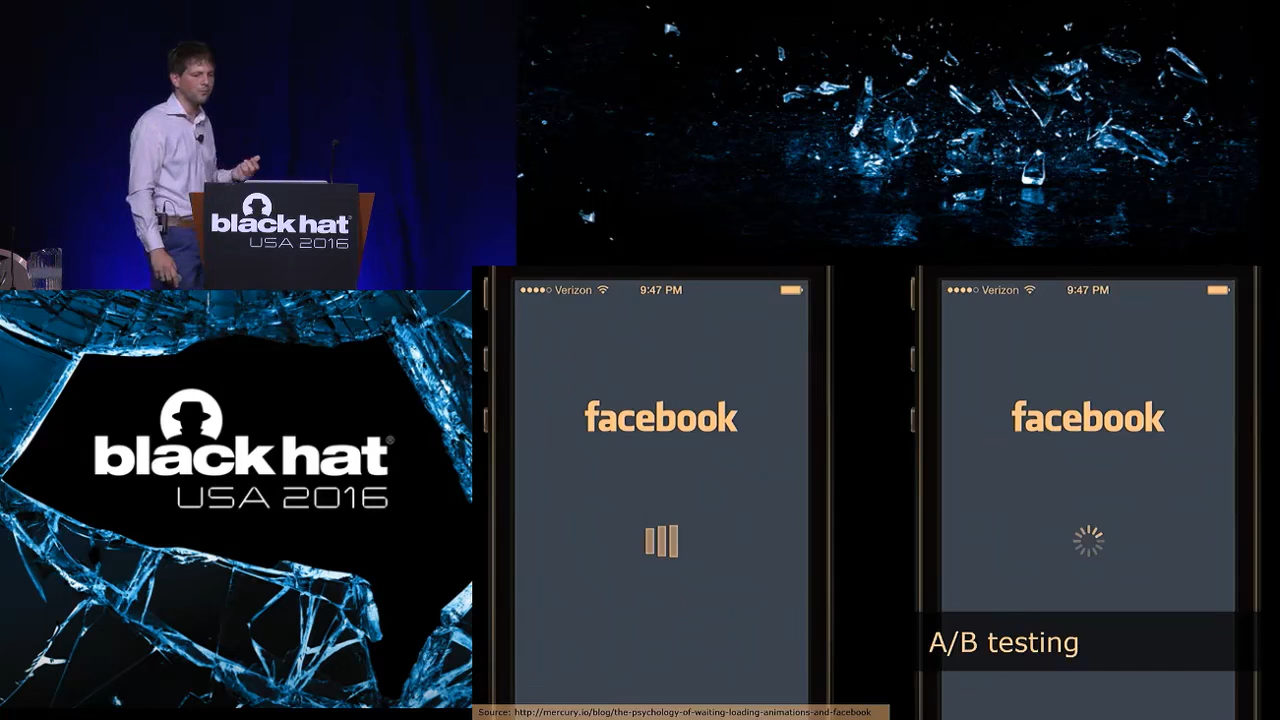 black hat
USA 2016
black hat®
USA 2016
●●●●○ Verizon 9:47 PM
facebook
●●●●○ Verizon 9:47 PM
facebook
A/B testing
Source: http://mercury.io/blog/the-psychology-of-waiting-loading-animations-and-facebook